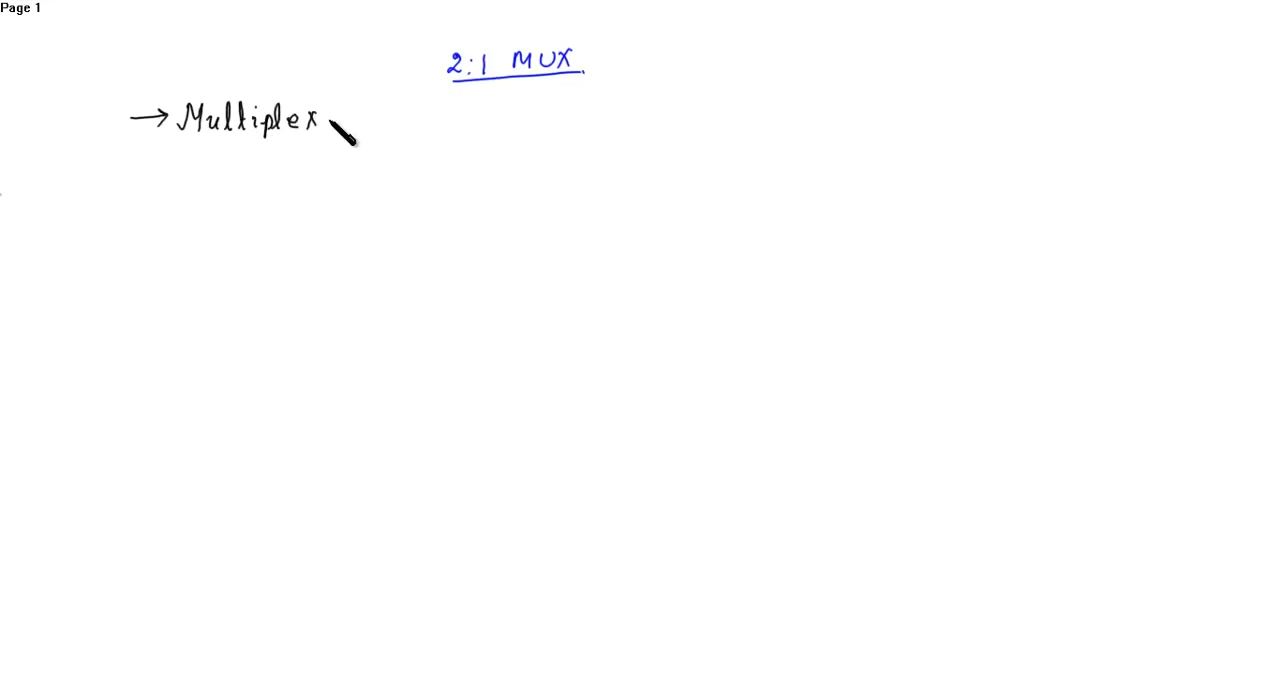 Page 1
2:1 MUX.
→ Multiplex